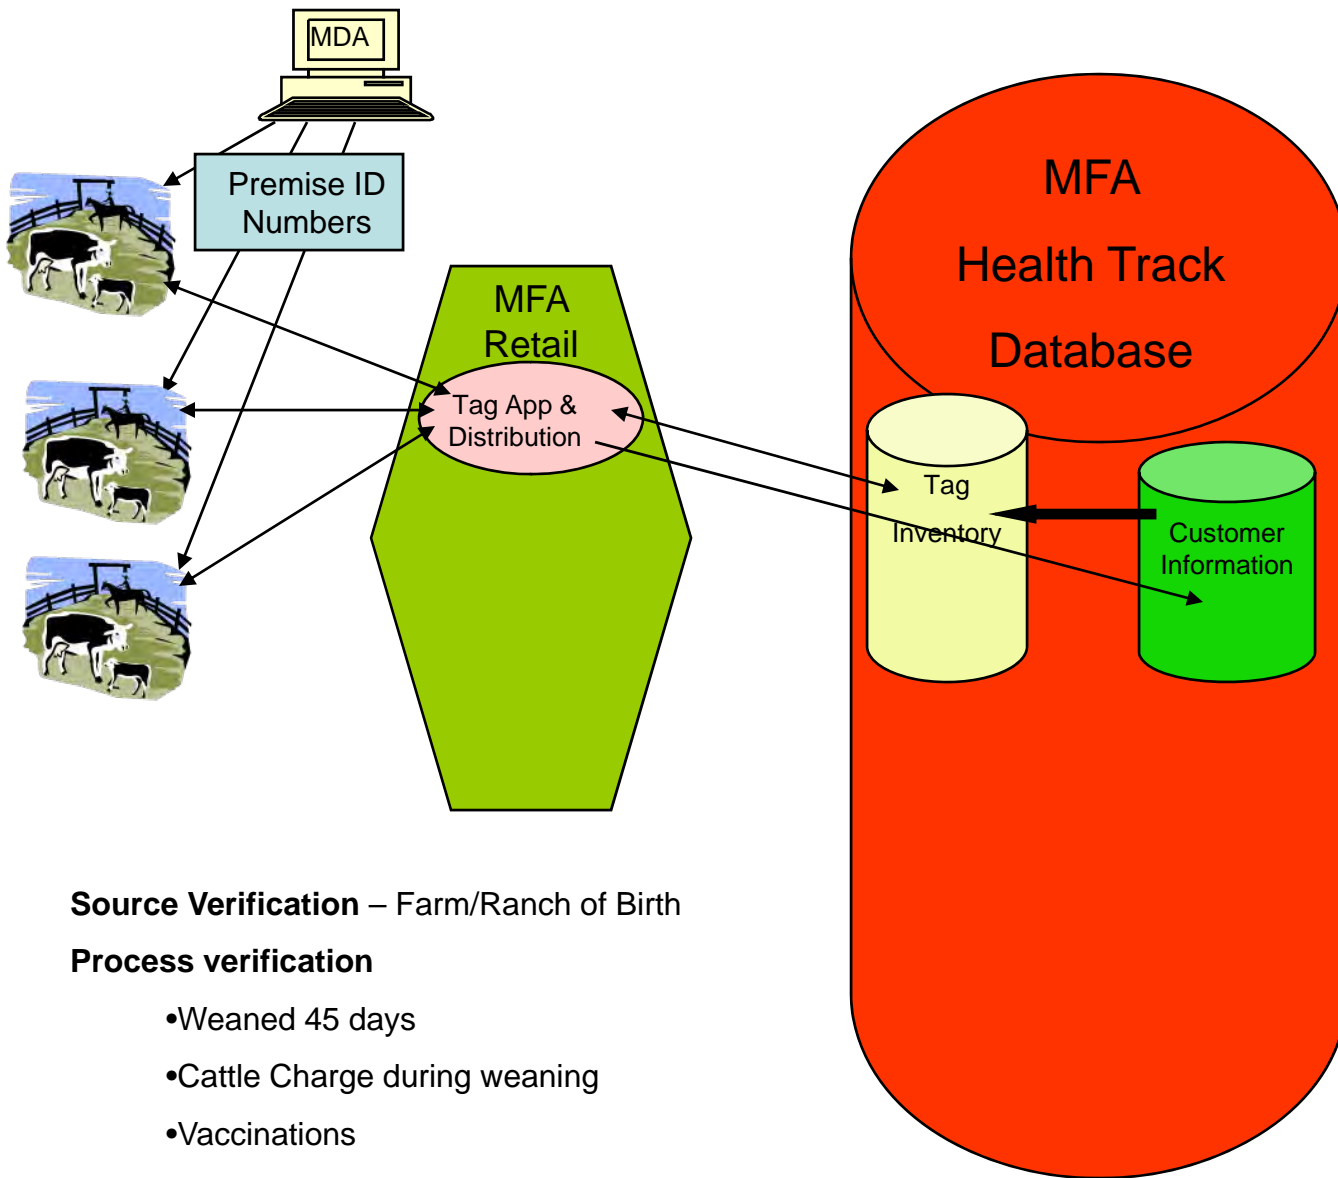 MDA
Premise ID
Numbers
MFA
Health Track
Database
MFA
Retail
Tag App &
Distribution
Tag
Inventory
Customer
Information
Source Verification – Farm/Ranch of Birth
Process verification
•Weaned 45 days
•Cattle Charge during weaning
•Vaccinations